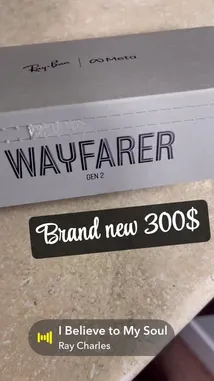 Ray-Ban | Meta
WAYFARER
GEN 2
Brand new 300$
I Believe to My Soul
Ray Charles